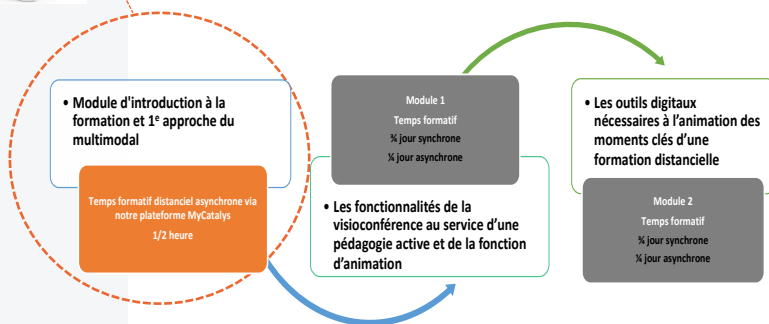 • Module d'introduction à la
formation et 1e approche du
multimodal
Temps formatif distanciel asynchrone via
notre plateforme MyCatalys
1/2 heure
Module 1
Temps formatif
¾ jour synchrone
¼ jour asynchrone
• Les fonctionnalités de la
visioconférence au service d'une
pédagogie active et de la fonction
d'animation
• Les outils digitaux
nécessaires à l'animation des
moments clés d'une
formation distancielle
Module 2
Temps formatif
¾ jour synchrone
¼ jour asynchrone